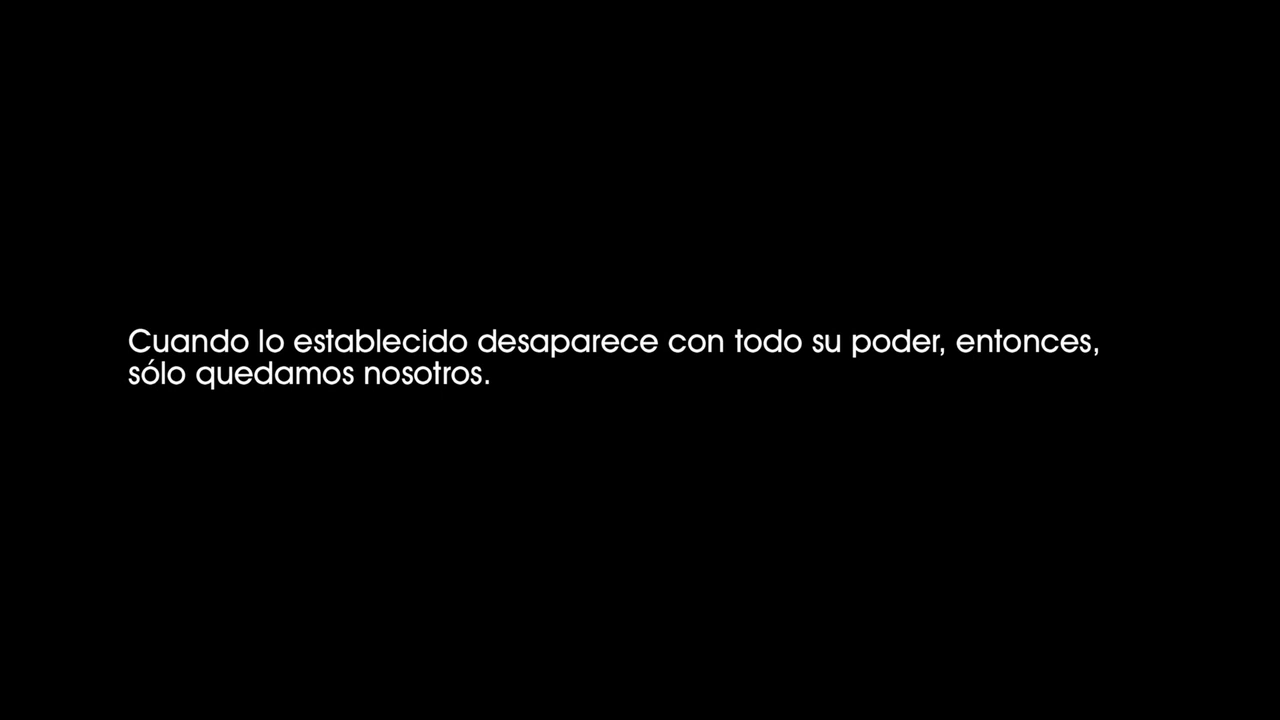 Cuando lo establecido desaparece con todo su poder, entonces,
sólo quedamos nosotros.